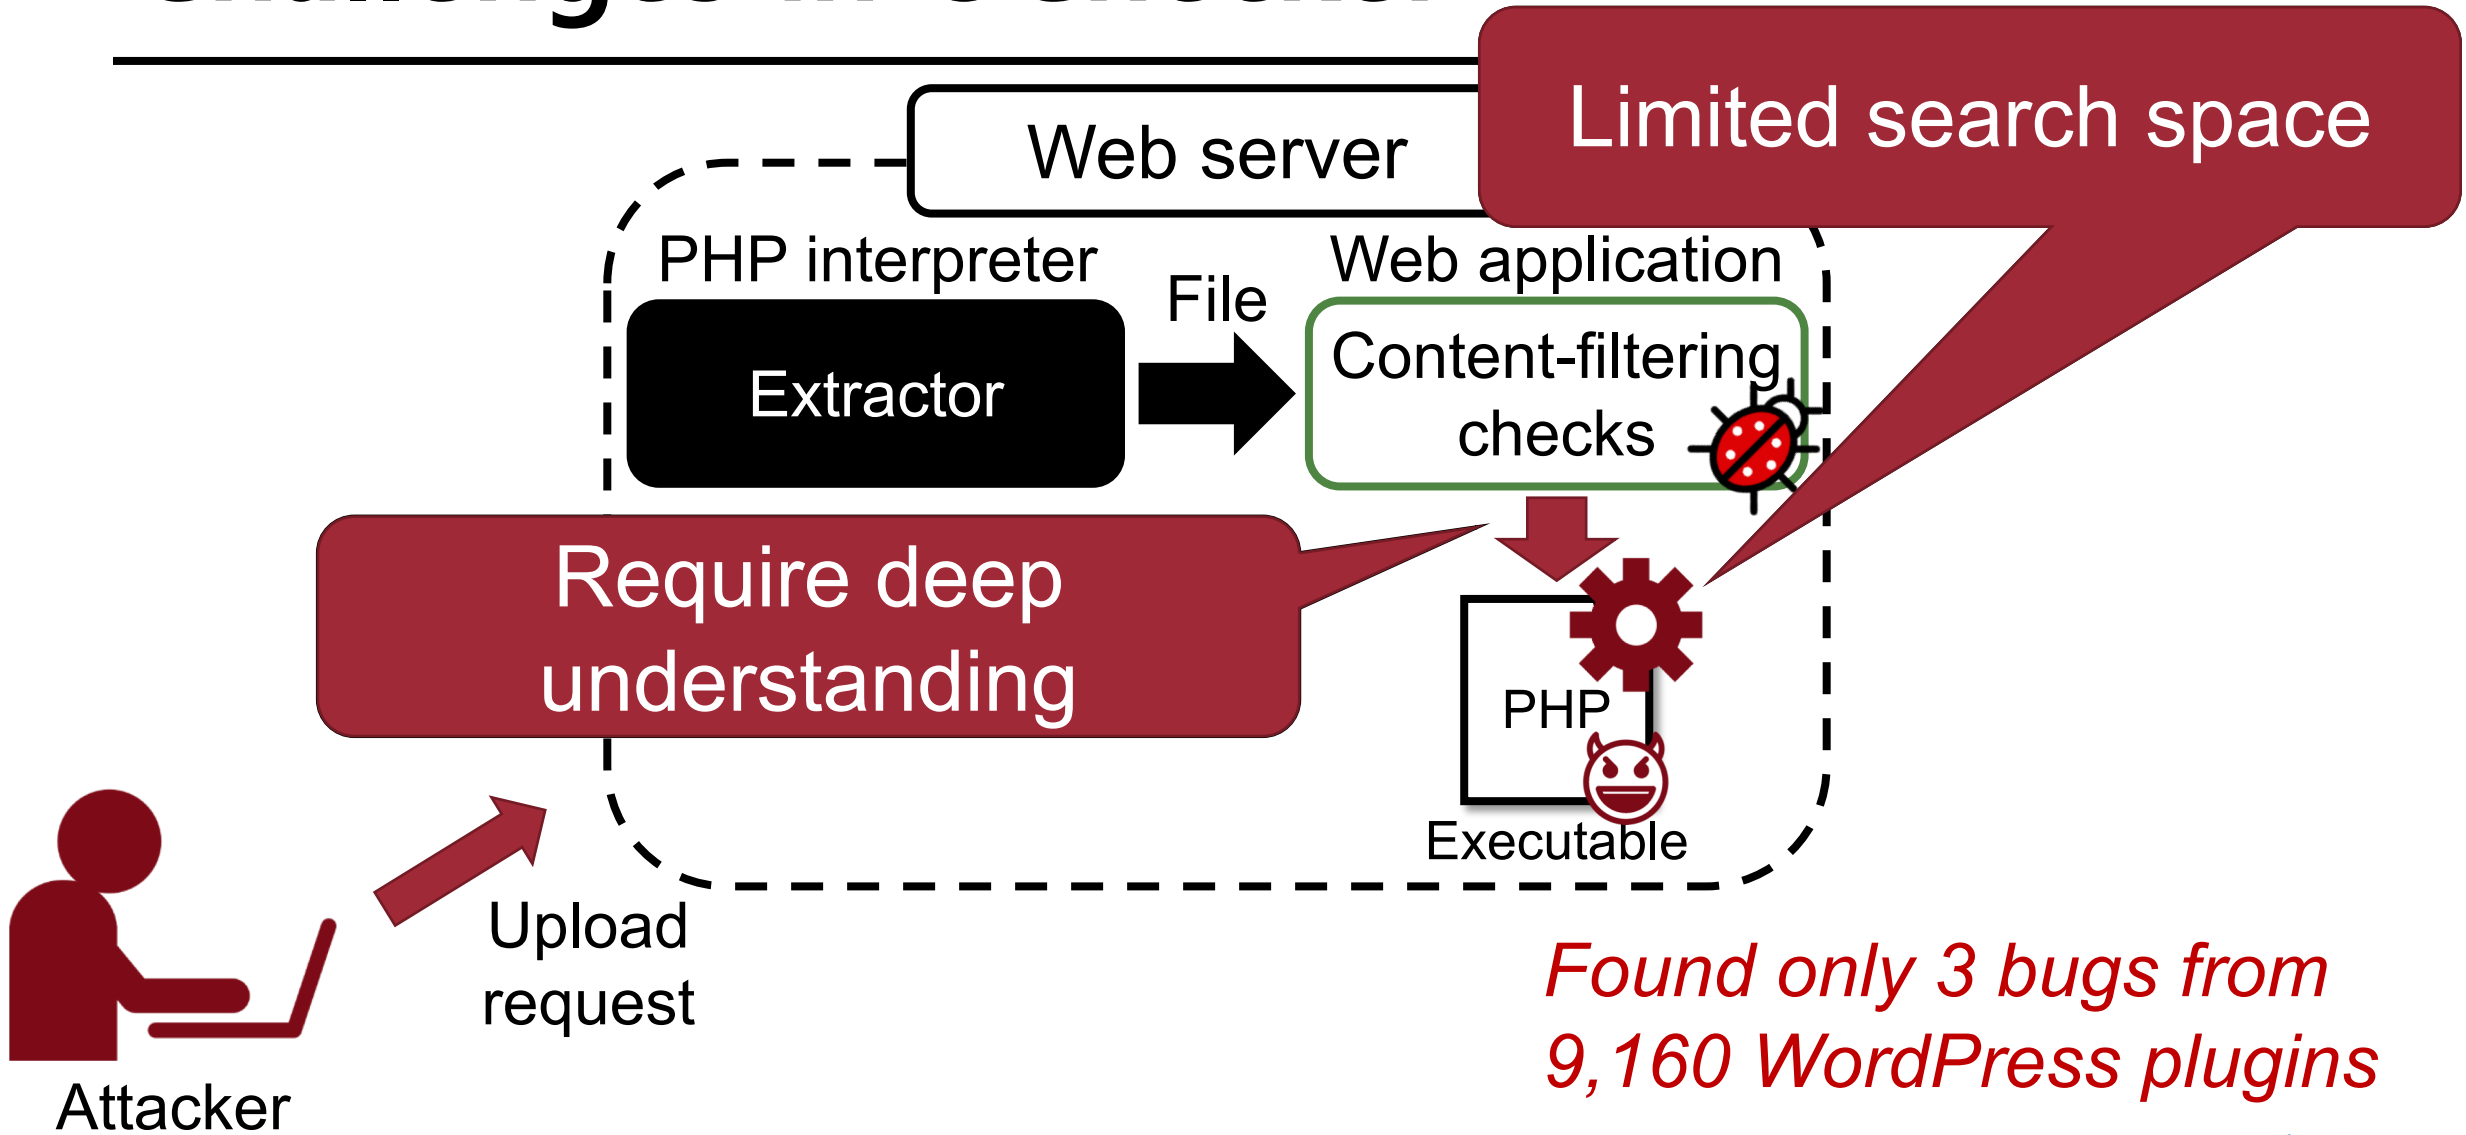 Limited search space
Web server
PHP interpreter
Web application
File
Extractor
Content-filtering
checks
Require deep
understanding
PHP
Executable
Upload
request
Attacker
Found only 3 bugs from
9,160 WordPress plugins